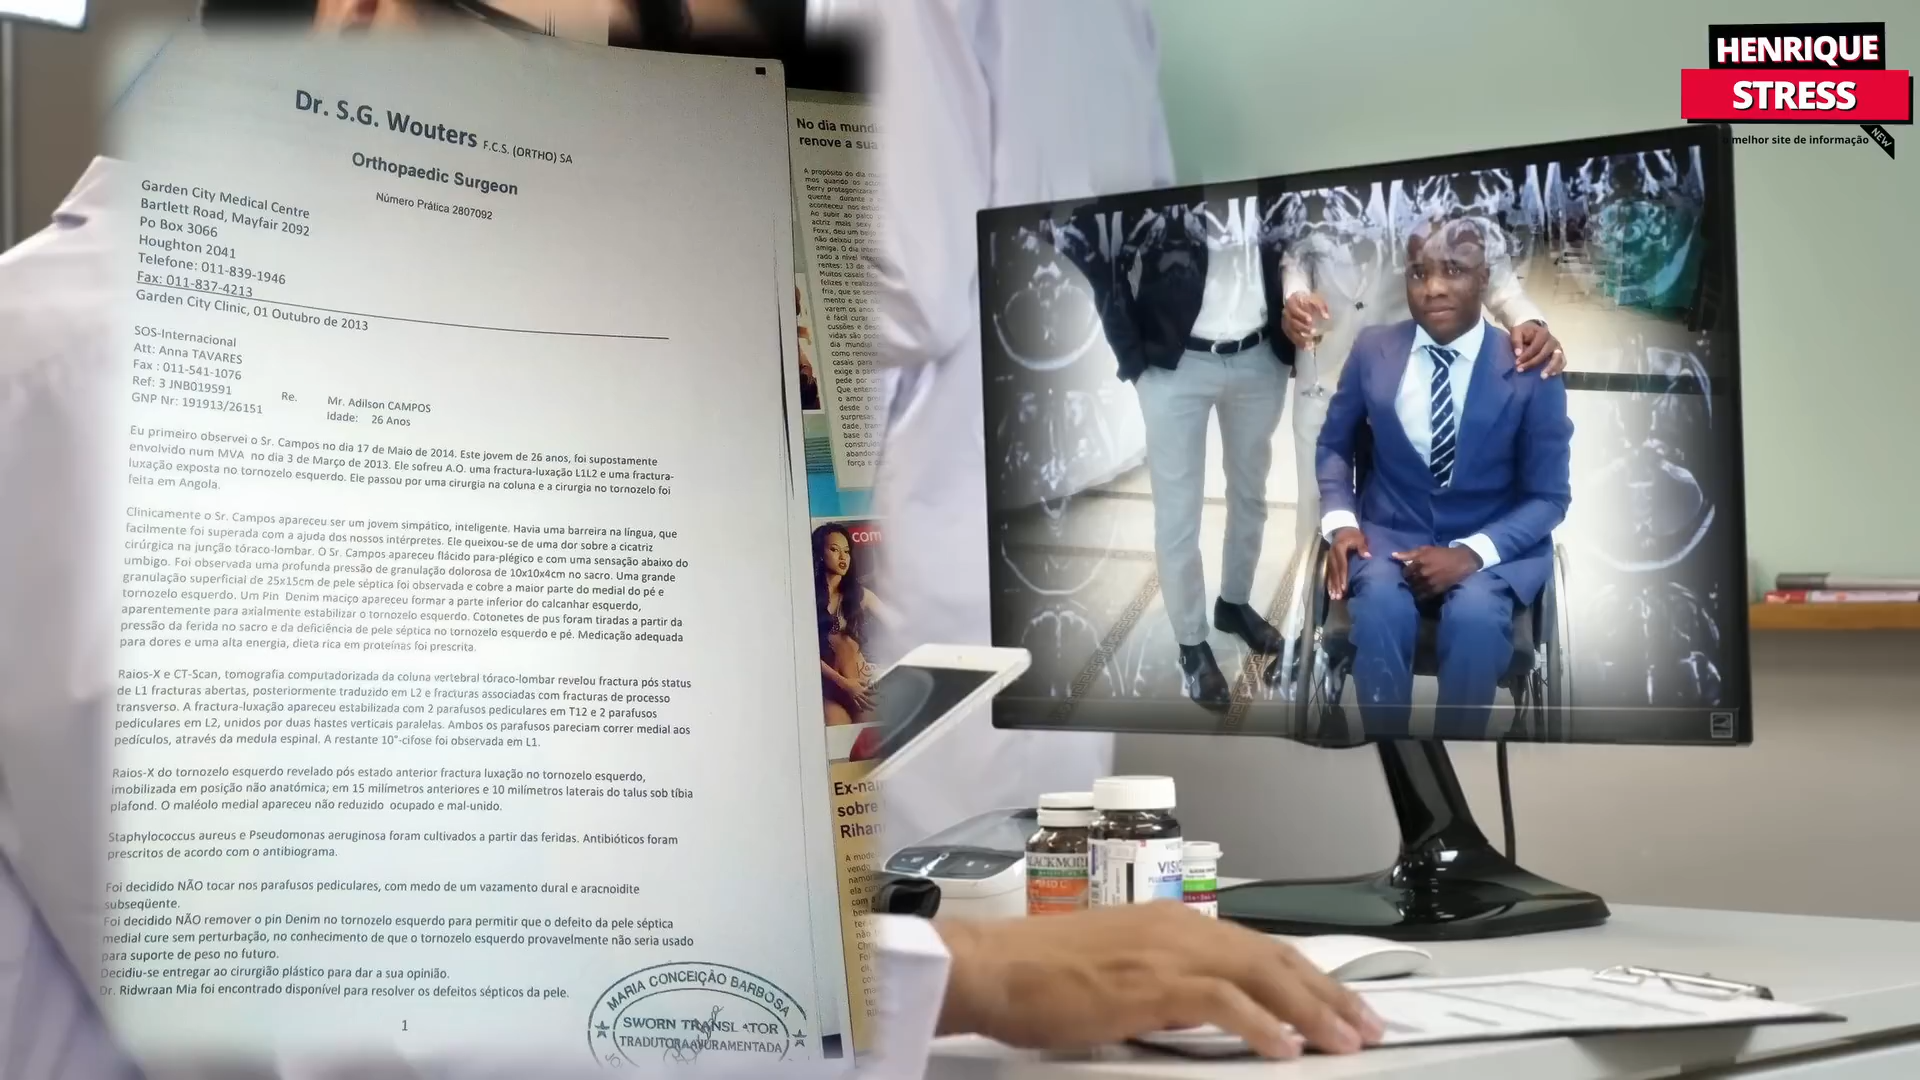 Dr. S.G. Wouters F.C.S. (ORTHO) SA
Orthopaedic Surgeon
Número Prática 2807092
Garden City Medical Centre
Bartlett Road, Mayfair 2092
Po Box 3066
Houghton 2041
Telefone: 011-839-1946
Fax: 011-837-4213
Garden City Clinic, 01 Outubro de 2013
SOS-Internacional
Att: Anna TAVARES
Fax : 011-541-1076
Ref: 3 JNB019591
GNP Nr: 191913/26151
Re. Mr. Adilson CAMPOS
Idade: 26 Anos
Eu primeiro observei o Sr. Campos no dia 17 de Maio de 2014. Este jovem de 26 anos, foi supostamente
envolvido num MVA no dia 3 de Março de 2013. Ele sofreu A.O. uma fractura-luxação L1L2 e uma fractura-
luxação exposta no tornozelo esquerdo. Ele passou por uma cirurgia na coluna e a cirurgia no tornozelo foi
feita em Angola.
Clinicamente o Sr. Campos apareceu ser um jovem simpático, inteligente. Havia uma barreira na língua, que
facilmente foi superada com a ajuda dos nossos intérpretes. Ele queixou-se de uma dor sobre a cicatriz
cirúrgica na junção tóraco-lombar. O Sr. Campos apareceu flácido para-plégico e com uma sensação abaixo do
umbigo. Foi observada uma profunda pressão de granulação dolorosa de 10x10x4cm no sacro. Uma grande
granulação superficial de 25x15cm de pele séptica foi observada e cobre a maior parte do medial do pé e
tornozelo esquerdo. Um Pin Denim maciço apareceu formar a parte inferior do calcanhar esquerdo,
aparentemente para axialmente estabilizar o tornozelo esquerdo. Cotonetes de pus foram tiradas a partir da
pressão da ferida no sacro e da deficiência de pele séptica no tornozelo esquerdo e pé. Medicação adequada
para dores e uma alta energia, dieta rica em proteínas foi prescrita.
Raios-X e CT-Scan, tomografia computadorizada da coluna vertebral tóraco-lombar revelou fractura pós status
de L1 fracturas abertas, posteriormente traduzido em L2 e fracturas associadas com fracturas de processo
transverso. A fractura-luxação apareceu estabilizada com 2 parafusos pediculares em T12 e 2 parafusos
pediculares em L2, unidos por duas hastes verticais paralelas. Ambos os parafusos pareciam correr medial aos
pedículos, através da medula espinal. A restante 10°-cifose foi observada em L1.
Raios-X do tornozelo esquerdo revelado pós estado anterior fractura luxação no tornozelo esquerdo,
imobilizada em posição não anatómica; em 15 milímetros anteriores e 10 milímetros laterais do talus sob tíbia
plafond. O maléolo medial apareceu não reduzido ocupado e mal-unido.
Staphylococcus aureus e Pseudomonas aeruginosa foram cultivados a partir das feridas. Antibióticos foram
prescritos de acordo com o antibiograma.
Foi decidido NÃO tocar nos parafusos pediculares, com medo de um vazamento dural e aracnoidite
subseqüente.
Foi decidido NÃO remover o pin Denim no tornozelo esquerdo para permitir que o defeito da pele séptica
medial cure sem perturbação, no conhecimento de que o tornozelo esquerdo provavelmente não seria usado
para suporte de peso no futuro.
Decidiu-se entregar ao cirurgião plástico para dar a sua opinião.
Dr. Ridwraan Mia foi encontrado disponível para resolver os defeitos sépticos da pele.
1
MARIA CONCEIÇÃO BARBOSA
SWORN TRANSLATOR
TRADUTORA AJURAMENTADA
No dia mund
renove a sua
com
Ex-na
sobre
Rihan
HENRIQUE
STRESS
melhor site de informação
NEW